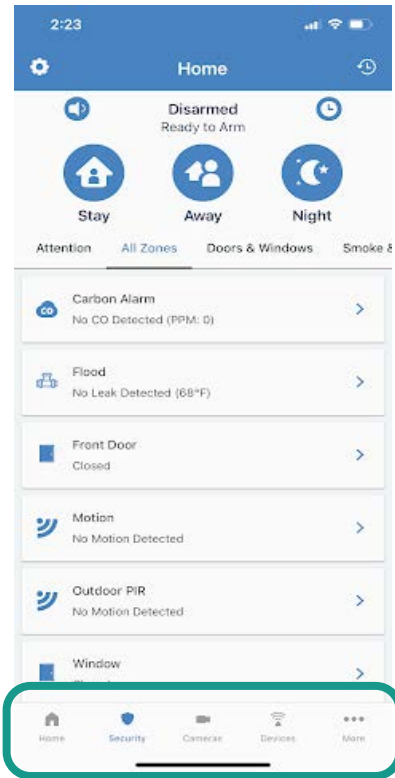 2:23
Home
Disarmed
Ready to Arm
Stay Away Night
Attention All Zones Doors & Windows Smoke &
CO
Carbon Alarm
No CO Detected (PPM: 0)
Flood
No Leak Detected (68°F)
Front Door
Closed
Motion
No Motion Detected
Outdoor PIR
No Motion Detected
Window
Home Security Cameras Devices More